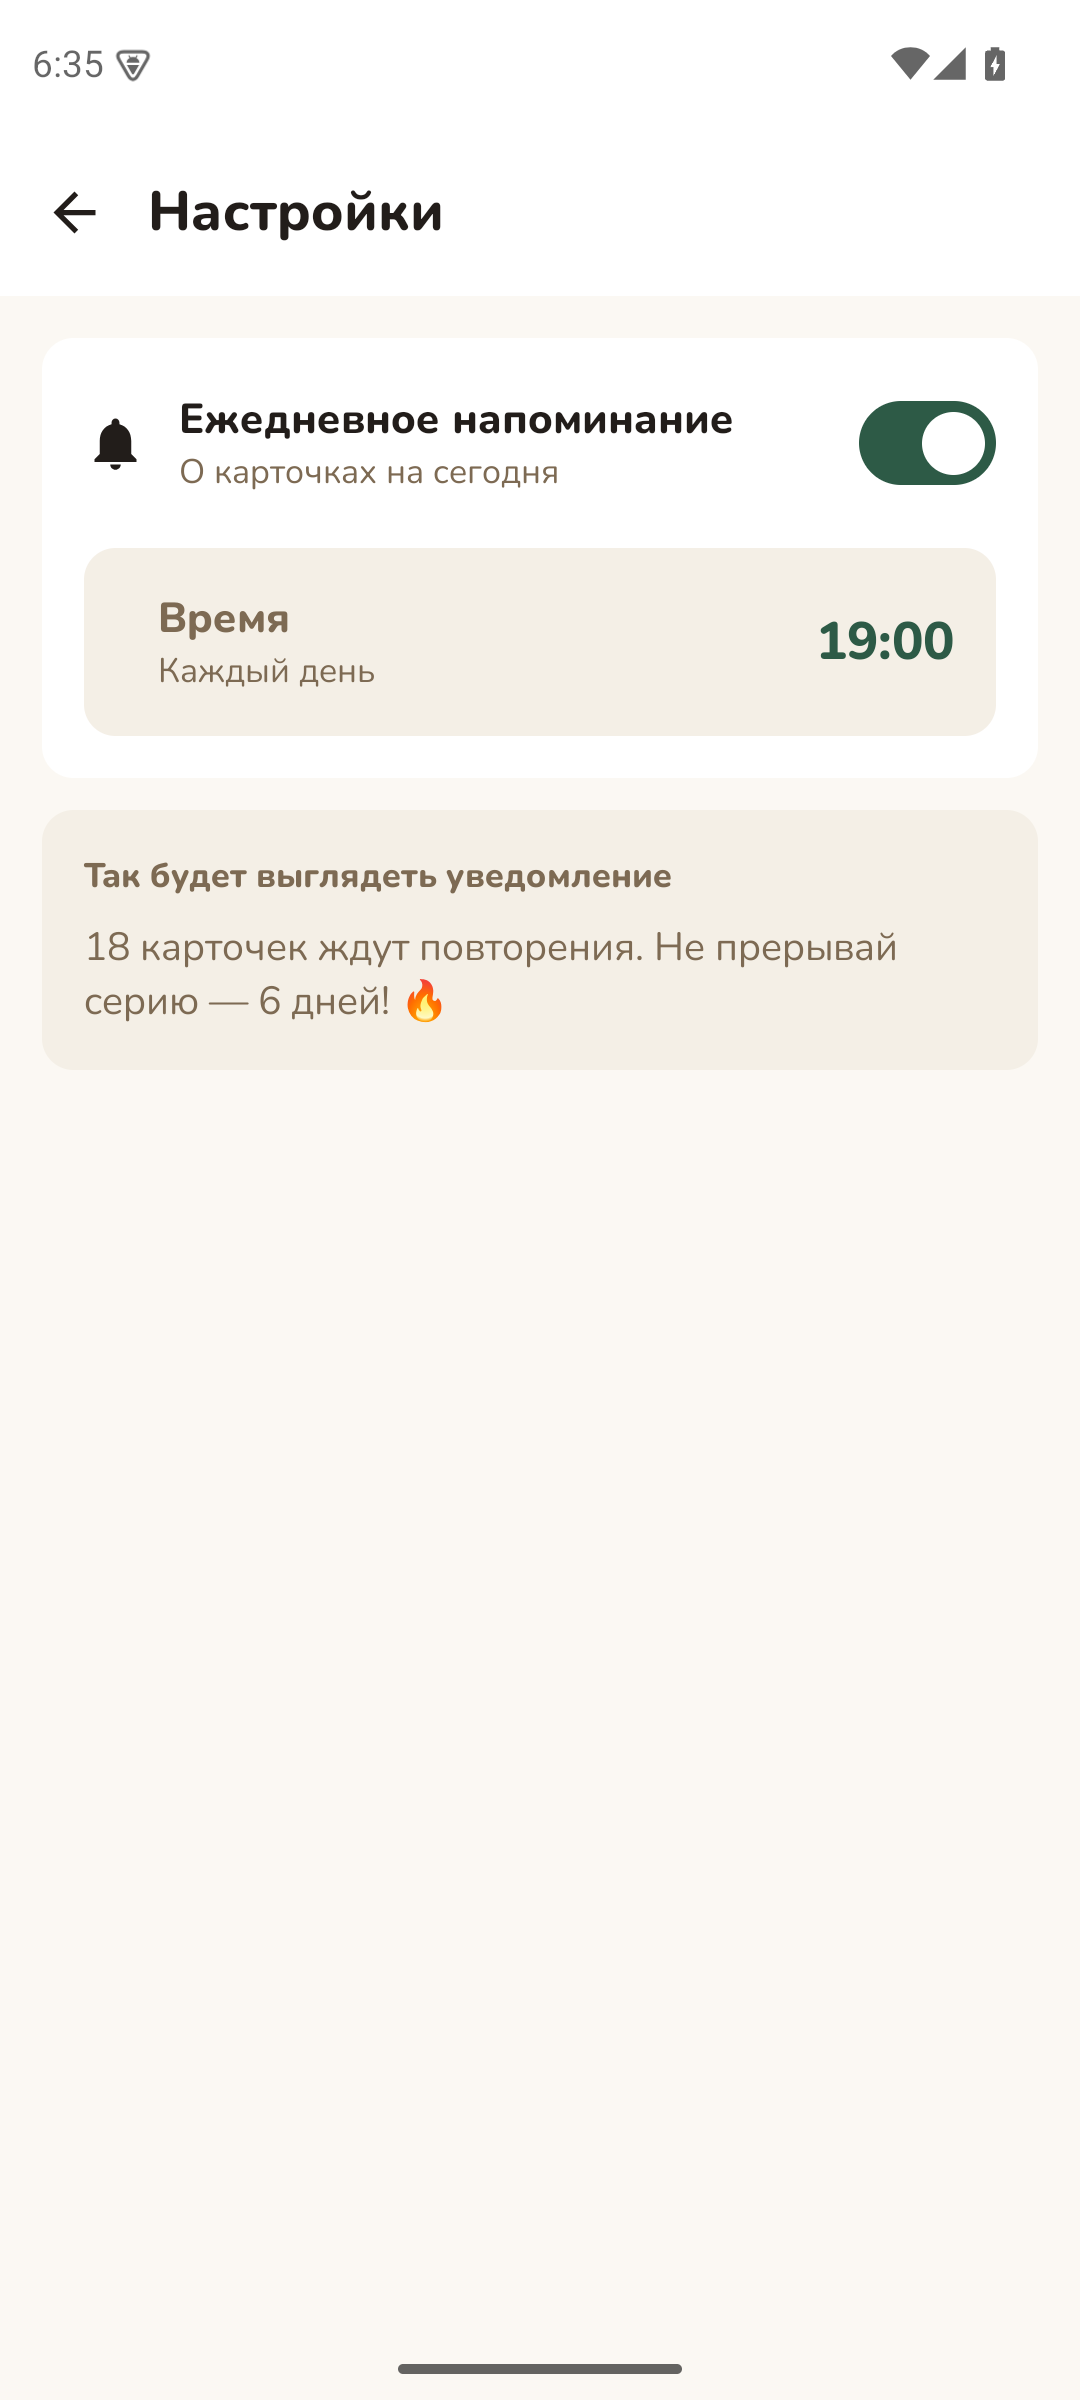 6:35
Настройки
Ежедневное напоминание
О карточках на сегодня
Время
Каждый день
19:00
Так будет выглядеть уведомление
18 карточек ждут повторения. Не прерывай
серию — 6 дней! 🔥